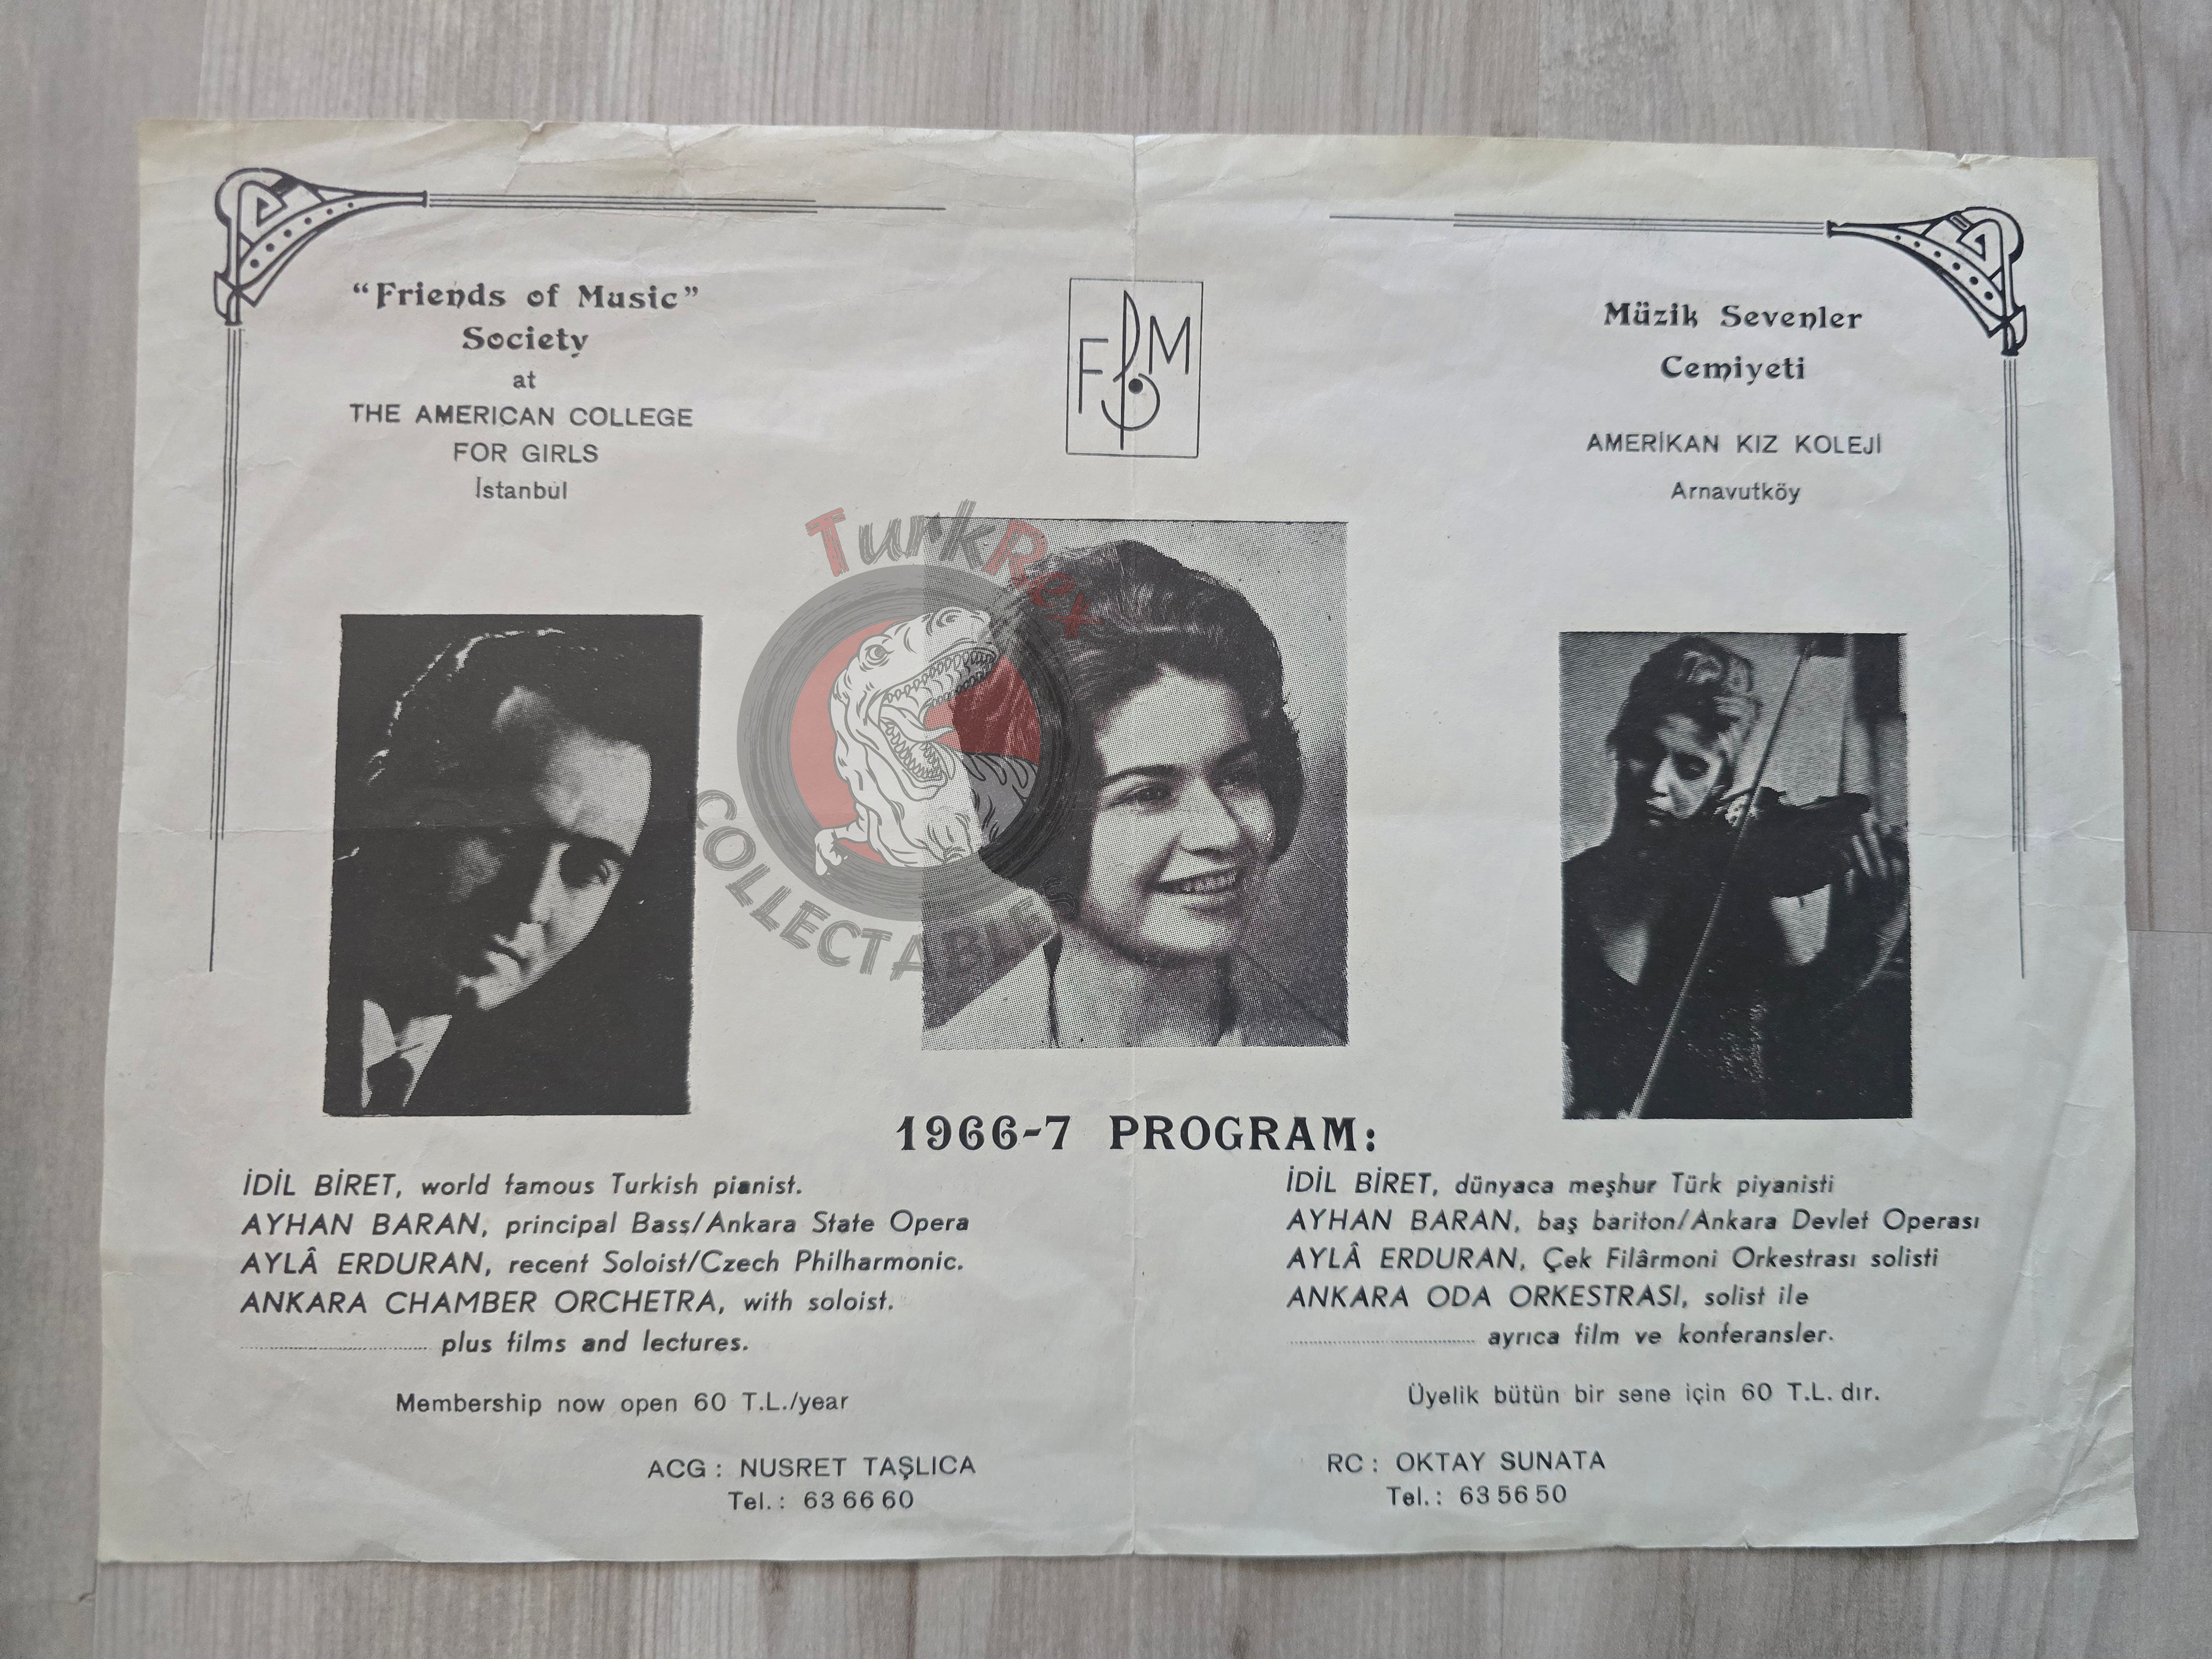 “Friends of Music”
Society
at
THE AMERICAN COLLEGE
FOR GIRLS
İstanbul
F M
Müzik Sevenler
Cemiyeti
AMERİKAN KIZ KOLEJİ
Arnavutköy
TurkRex
COLLECTABLES
1966-7 PROGRAM:
İDİL BİRET, world famous Turkish pianist.
AYHAN BARAN, principal Bass/Ankara State Opera
AYLÂ ERDURAN, recent Soloist/Czech Philharmonic.
ANKARA CHAMBER ORCHETRA, with soloist.
plus films and lectures.
Membership now open 60 T.L./year
ACG : NUSRET TAŞLICA
Tel. : 63 66 60
İDİL BİRET, dünyaca meşhur Türk piyanisti
AYHAN BARAN, baş bariton/Ankara Devlet Operası
AYLÂ ERDURAN, Çek Filârmoni Orkestrası solisti
ANKARA ODA ORKESTRASI, solist ile
ayrıca film ve konferansler.
Üyelik bütün bir sene için 60 T.L. dır.
RC : OKTAY SUNATA
Tel. : 63 56 50